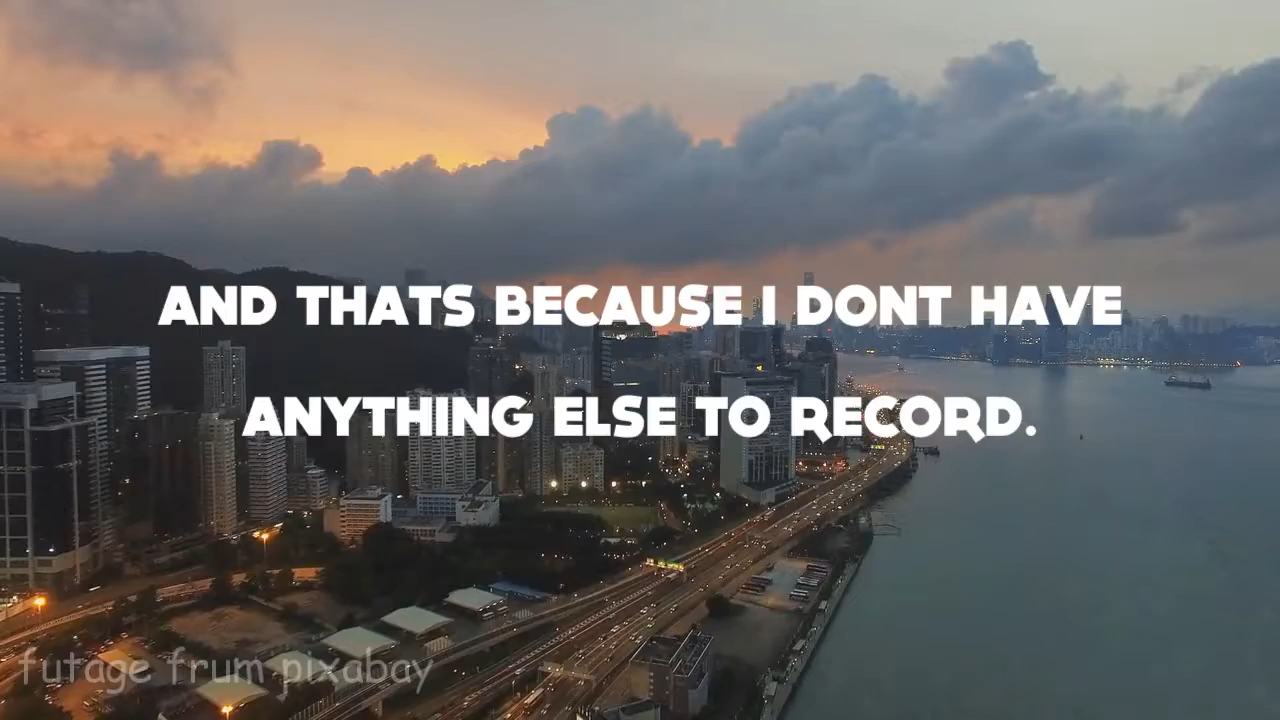 AND THATS BECAUSE I DONT HAVE
ANYTHING ELSE TO RECORD.
futage frum pixabay